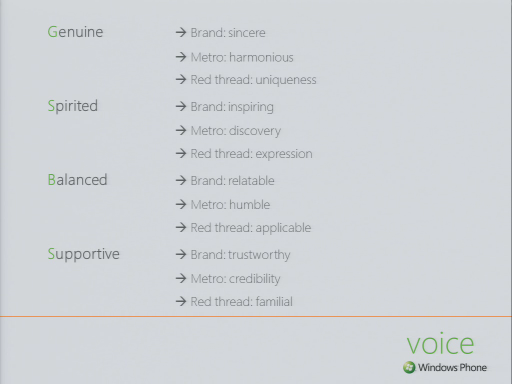 Genuine → Brand: sincere
→ Metro: harmonious
→ Red thread: uniqueness
Spirited → Brand: inspiring
→ Metro: discovery
→ Red thread: expression
Balanced → Brand: relatable
→ Metro: humble
→ Red thread: applicable
Supportive → Brand: trustworthy
→ Metro: credibility
→ Red thread: familial
voice
Windows Phone